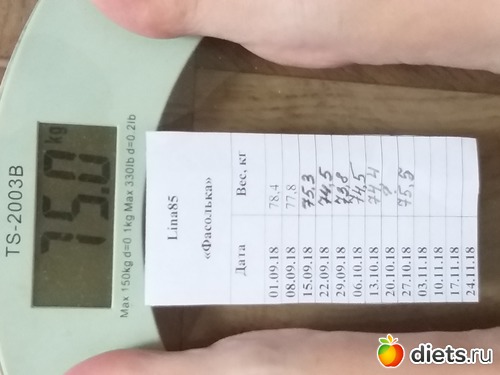 TS-2003B
75.0 kg
Max 150kg d=0.1kg Max 330lb d=0.2lb
Lina85
«Фасолька»
Дата Вес, кг
01.09.18 78.4
08.09.18 77.8
15.09.18 75,3
22.09.18 74,5
29.09.18 73,8
06.10.18 74,5
13.10.18 74,4
20.10.18
27.10.18 75,5
03.11.18
10.11.18
17.11.18
24.11.18
diets.ru